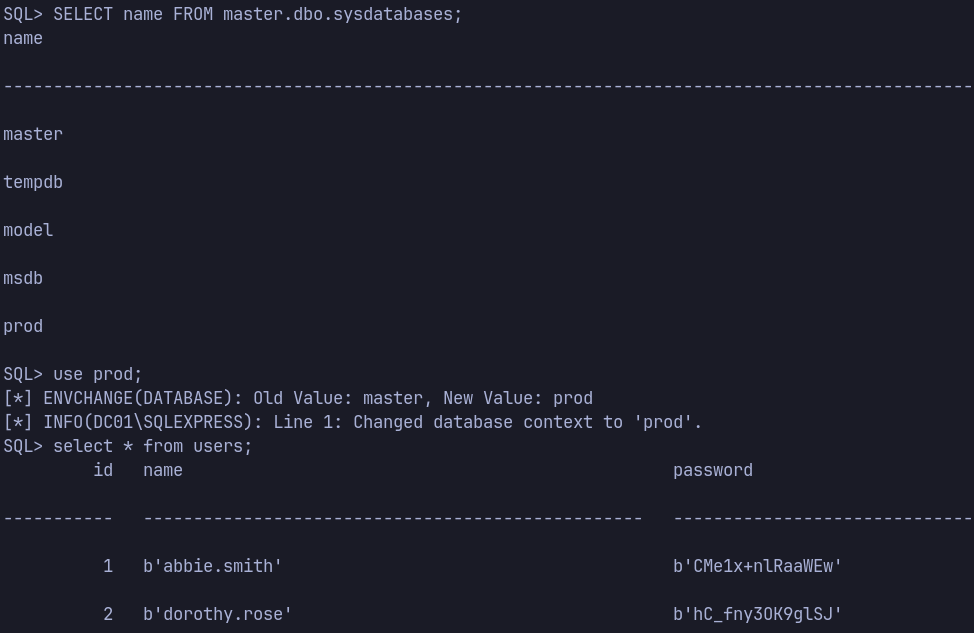 SQL> SELECT name FROM master.dbo.sysdatabases;
name
-------------------------------------------------------------------------------------------------
master
tempdb
model
msdb
prod
SQL> use prod;
[*] ENVCHANGE(DATABASE): Old Value: master, New Value: prod
[*] INFO(DC01\SQLEXPRESS): Line 1: Changed database context to 'prod'.
SQL> select * from users;
         id   name                                                     password
-----------   --------------------------------------------------   ------------------------------
          1   b'abbie.smith'                                       b'CMe1x+nlRaaWEw'
          2   b'dorothy.rose'                                      b'hC_fny3OK9glSJ'